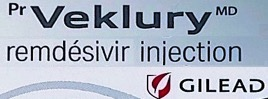 Pr Veklury MD
remdésivir injection
GILEAD